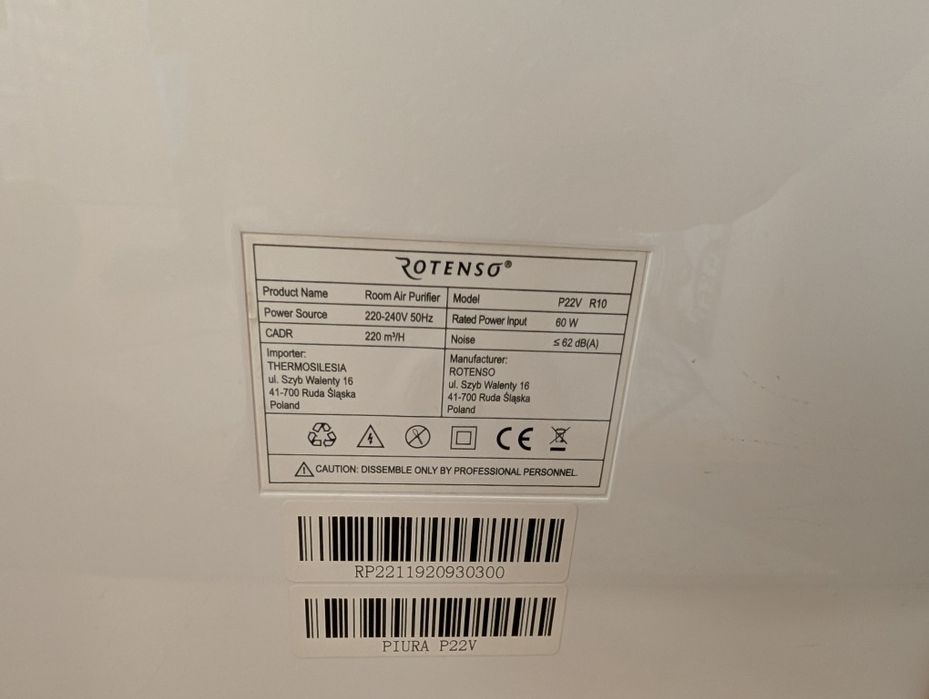 ROTENSO®
Product Name Room Air Purifier Model P22V R10
Power Source 220-240V 50Hz Rated Power Input 60 W
CADR 220 m³/H Noise ≤ 62 dB(A)
Importer:
THERMOSILESIA
ul. Szyb Walenty 16
41-700 Ruda Śląska
Poland
Manufacturer:
ROTENSO
ul. Szyb Walenty 16
41-700 Ruda Śląska
Poland
CE
CAUTION: DISSEMBLE ONLY BY PROFESSIONAL PERSONNEL.
RP2211920930300
PIURA P22V